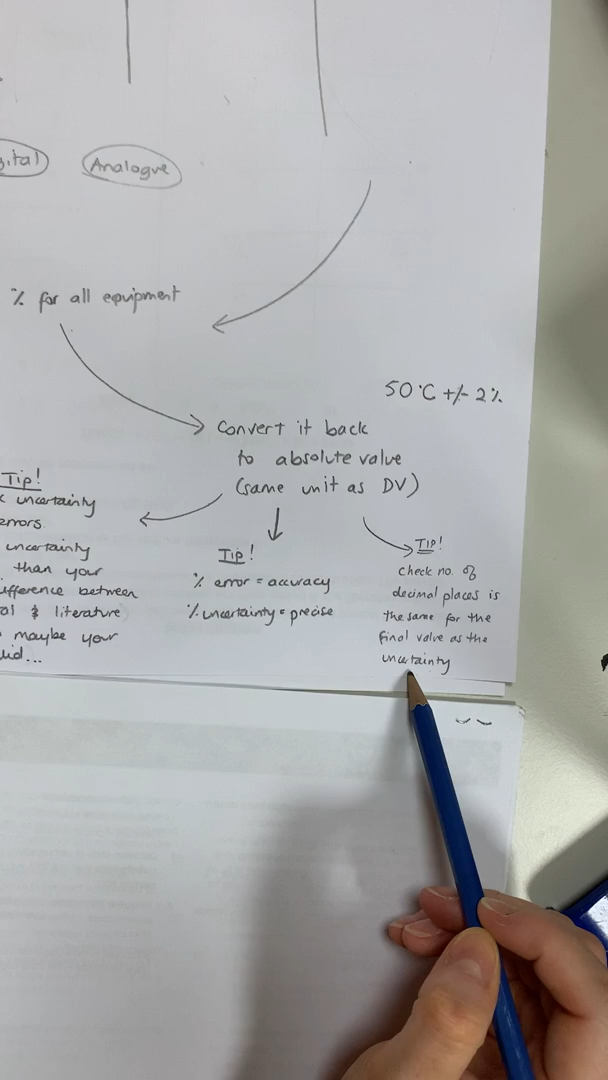 Analogue
% for all equipment
50°C +/- 2%
Convert it back
to absolute value
(same unit as DV)
Tip!
uncertainty
errors.
uncertainty
than your
difference between
& literature
maybe your
Tip!
% error = accuracy
% uncertainty = precise
Tip!
check no. of
decimal places is
the same for the
final value as the
uncertainty